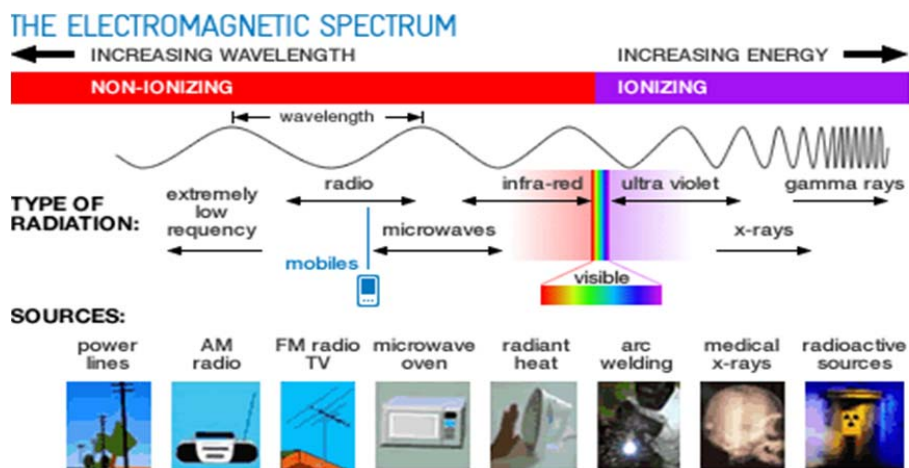 THE ELECTROMAGNETIC SPECTRUM
INCREASING WAVELENGTH
INCREASING ENERGY
NON-IONIZING
IONIZING
wavelength
TYPE OF
RADIATION:
extremely
low
requency
radio
mobiles
microwaves
infra-red
visible
ultra violet
x-rays
gamma rays
SOURCES:
power
lines
AM
radio
FM radio
TV
microwave
oven
radiant
heat
arc
welding
medical
x-rays
radioactive
sources